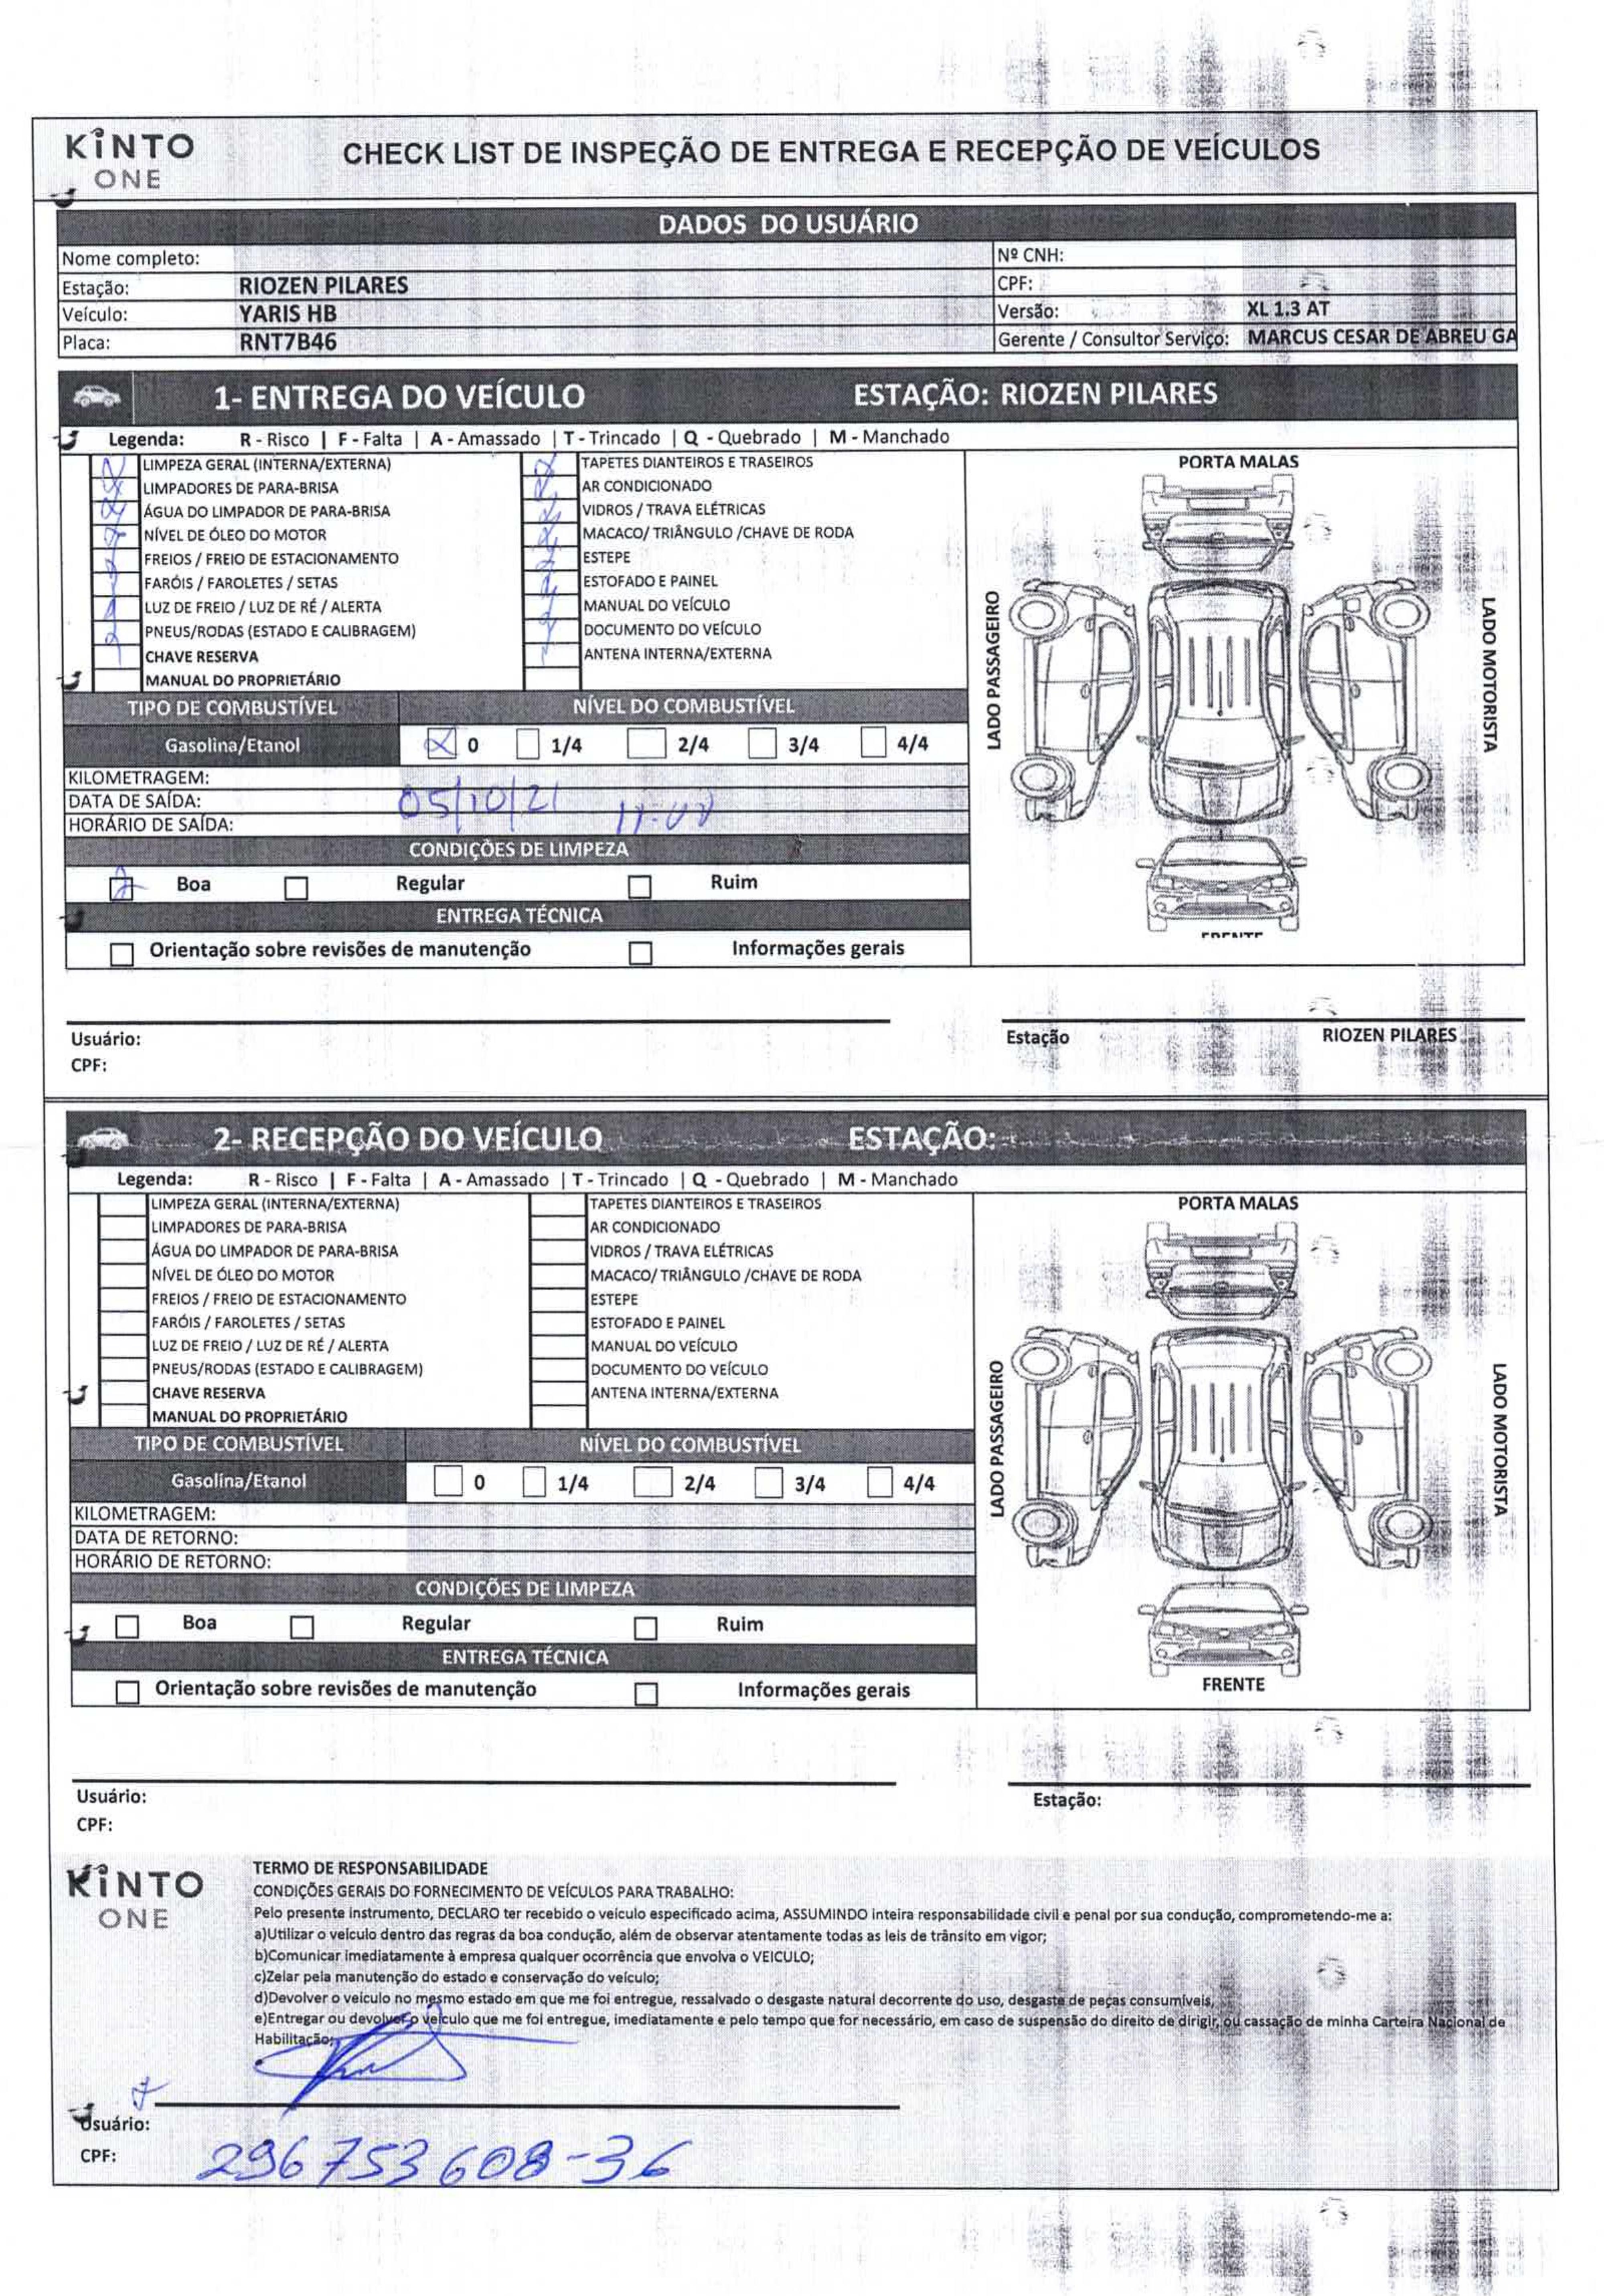 KINTO
ONE
CHECK LIST DE INSPEÇÃO DE ENTREGA E RECEPÇÃO DE VEÍCULOS
DADOS DO USUÁRIO
Nome completo: Nº CNH:
Estação: RIOZEN PILARES CPF:
Veículo: YARIS HB Versão: XL 1.3 AT
Placa: RNT7B46 Gerente / Consultor Serviço: MARCUS CESAR DE ABREU GA
1- ENTREGA DO VEÍCULO ESTAÇÃO: RIOZEN PILARES
Legenda: R - Risco | F - Falta | A - Amassado | T - Trincado | Q - Quebrado | M - Manchado
LIMPEZA GERAL (INTERNA/EXTERNA) TAPETES DIANTEIROS E TRASEIROS
LIMPADORES DE PARA-BRISA AR CONDICIONADO
ÁGUA DO LIMPADOR DE PARA-BRISA VIDROS / TRAVA ELÉTRICAS
NÍVEL DE ÓLEO DO MOTOR MACACO/ TRIÂNGULO /CHAVE DE RODA
FREIOS / FREIO DE ESTACIONAMENTO ESTEPE
FARÓIS / FAROLETES / SETAS ESTOFADO E PAINEL
LUZ DE FREIO / LUZ DE RÉ / ALERTA MANUAL DO VEÍCULO
PNEUS/RODAS (ESTADO E CALIBRAGEM) DOCUMENTO DO VEÍCULO
CHAVE RESERVA ANTENA INTERNA/EXTERNA
MANUAL DO PROPRIETÁRIO
PORTA MALAS
LADO PASSAGEIRO
LADO MOTORISTA
FRENTE
TIPO DE COMBUSTÍVEL NÍVEL DO COMBUSTÍVEL
Gasolina/Etanol 0 1/4 2/4 3/4 4/4
KILOMETRAGEM:
DATA DE SAÍDA: 05/10/21
HORÁRIO DE SAÍDA: 11:00
CONDIÇÕES DE LIMPEZA
Boa Regular Ruim
ENTREGA TÉCNICA
Orientação sobre revisões de manutenção Informações gerais
Usuário: Estação RIOZEN PILARES
CPF:
2- RECEPÇÃO DO VEÍCULO ESTAÇÃO:
Legenda: R - Risco | F - Falta | A - Amassado | T - Trincado | Q - Quebrado | M - Manchado
LIMPEZA GERAL (INTERNA/EXTERNA) TAPETES DIANTEIROS E TRASEIROS
LIMPADORES DE PARA-BRISA AR CONDICIONADO
ÁGUA DO LIMPADOR DE PARA-BRISA VIDROS / TRAVA ELÉTRICAS
NÍVEL DE ÓLEO DO MOTOR MACACO/ TRIÂNGULO /CHAVE DE RODA
FREIOS / FREIO DE ESTACIONAMENTO ESTEPE
FARÓIS / FAROLETES / SETAS ESTOFADO E PAINEL
LUZ DE FREIO / LUZ DE RÉ / ALERTA MANUAL DO VEÍCULO
PNEUS/RODAS (ESTADO E CALIBRAGEM) DOCUMENTO DO VEÍCULO
CHAVE RESERVA ANTENA INTERNA/EXTERNA
MANUAL DO PROPRIETÁRIO
PORTA MALAS
LADO PASSAGEIRO
LADO MOTORISTA
FRENTE
TIPO DE COMBUSTÍVEL NÍVEL DO COMBUSTÍVEL
Gasolina/Etanol 0 1/4 2/4 3/4 4/4
KILOMETRAGEM:
DATA DE RETORNO:
HORÁRIO DE RETORNO:
CONDIÇÕES DE LIMPEZA
Boa Regular Ruim
ENTREGA TÉCNICA
Orientação sobre revisões de manutenção Informações gerais
Usuário: Estação:
CPF:
KINTO
ONE
TERMO DE RESPONSABILIDADE
CONDIÇÕES GERAIS DO FORNECIMENTO DE VEÍCULOS PARA TRABALHO:
Pelo presente instrumento, DECLARO ter recebido o veículo especificado acima, ASSUMINDO inteira responsabilidade civil e penal por sua condução, comprometendo-me a:
a)Utilizar o veículo dentro das regras da boa condução, além de observar atentamente todas as leis de trânsito em vigor;
b)Comunicar imediatamente à empresa qualquer ocorrência que envolva o VEICULO;
c)Zelar pela manutenção do estado e conservação do veículo;
d)Devolver o veículo no mesmo estado em que me foi entregue, ressalvado o desgaste natural decorrente do uso, desgaste de peças consumíveis,
e)Entregar ou devolver o veículo que me foi entregue, imediatamente e pelo tempo que for necessário, em caso de suspensão do direito de dirigir, ou cassação de minha Carteira Nacional de
Habilitação;
Usuário:
CPF: 296753608-36